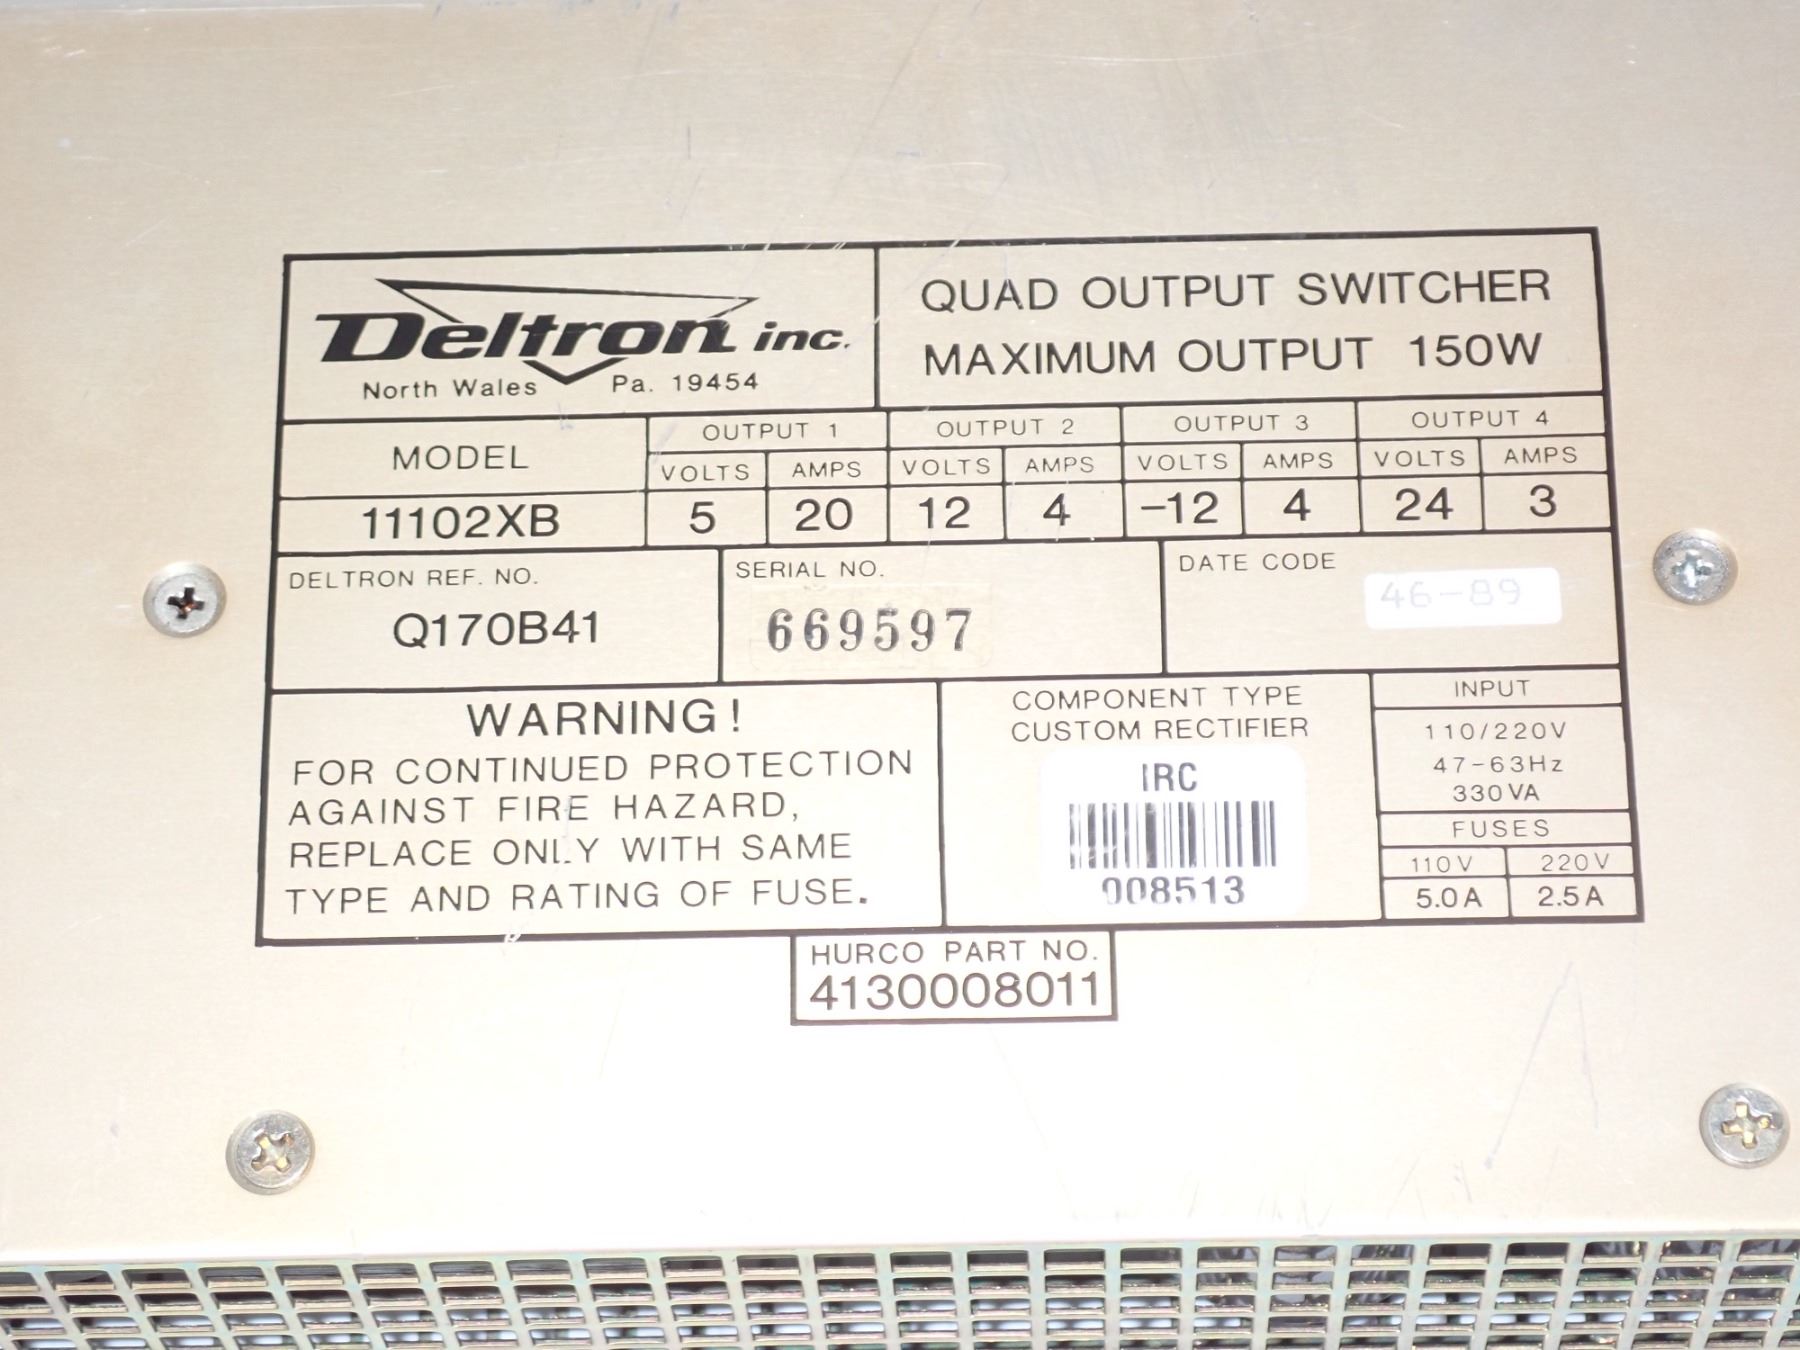 Deltron inc.
North Wales Pa. 19454
QUAD OUTPUT SWITCHER
MAXIMUM OUTPUT 150W
MODEL
OUTPUT 1 OUTPUT 2 OUTPUT 3 OUTPUT 4
VOLTS AMPS VOLTS AMPS VOLTS AMPS VOLTS AMPS
11102XB 5 20 12 4 -12 4 24 3
DELTRON REF. NO.
Q170B41
SERIAL NO.
669597
DATE CODE
46-89
WARNING!
FOR CONTINUED PROTECTION
AGAINST FIRE HAZARD,
REPLACE ONLY WITH SAME
TYPE AND RATING OF FUSE.
COMPONENT TYPE
CUSTOM RECTIFIER
IRC
008513
INPUT
110/220V
47-63Hz
330VA
FUSES
110V 220V
5.0A 2.5A
HURCO PART NO.
4130008011